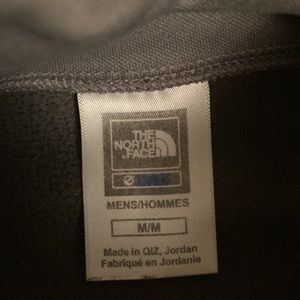 THE
NORTH
FACE
MENS/HOMMES
M/M
Made in QIZ, Jordan
Fabriqué en Jordanie